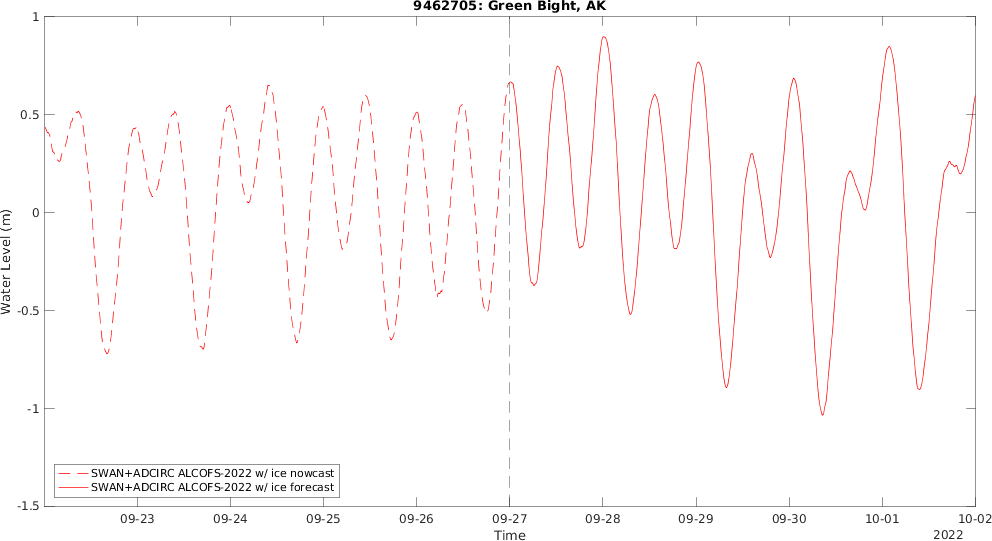 9462705: Green Bight, AK
Water Level (m)
1
0.5
0
-0.5
-1
-1.5
SWAN+ADCIRC ALCOFS-2022 w/ ice nowcast
SWAN+ADCIRC ALCOFS-2022 w/ ice forecast
09-23 09-24 09-25 09-26 09-27 09-28 09-29 09-30 10-01 10-02
Time
2022